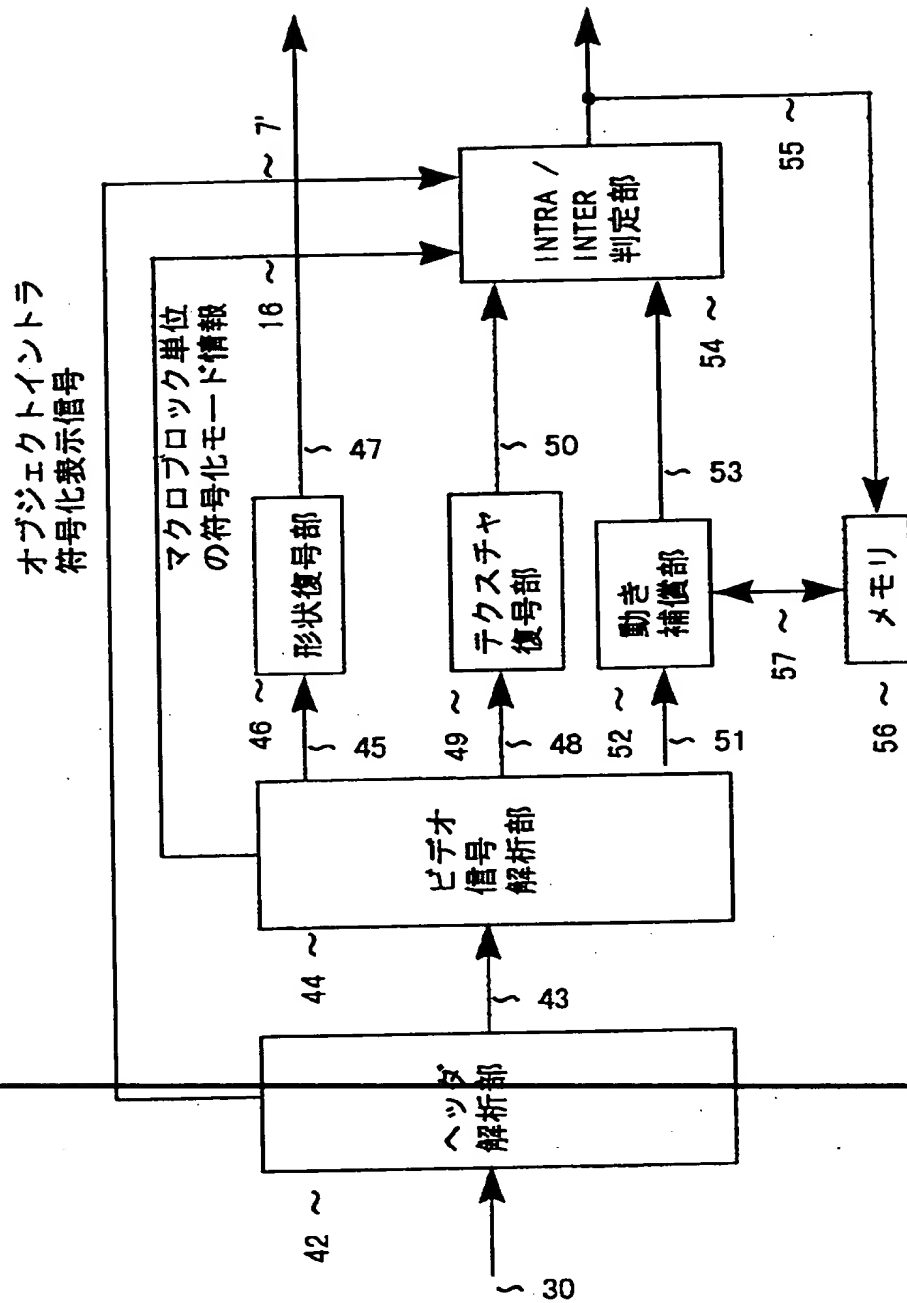 オブジェクトイントラ
符号化表示信号
マクロブロック単位
の符号化モード情報
16
7'
46
形状復号部
47
45
49
テクスチャ
復号部
50
48
52
動き
補償部
53
51
INTRA /
INTER
判定部
54
55
57
メモリ
56
44
ビデオ
信号
解析部
43
42
ヘッダ
解析部
30